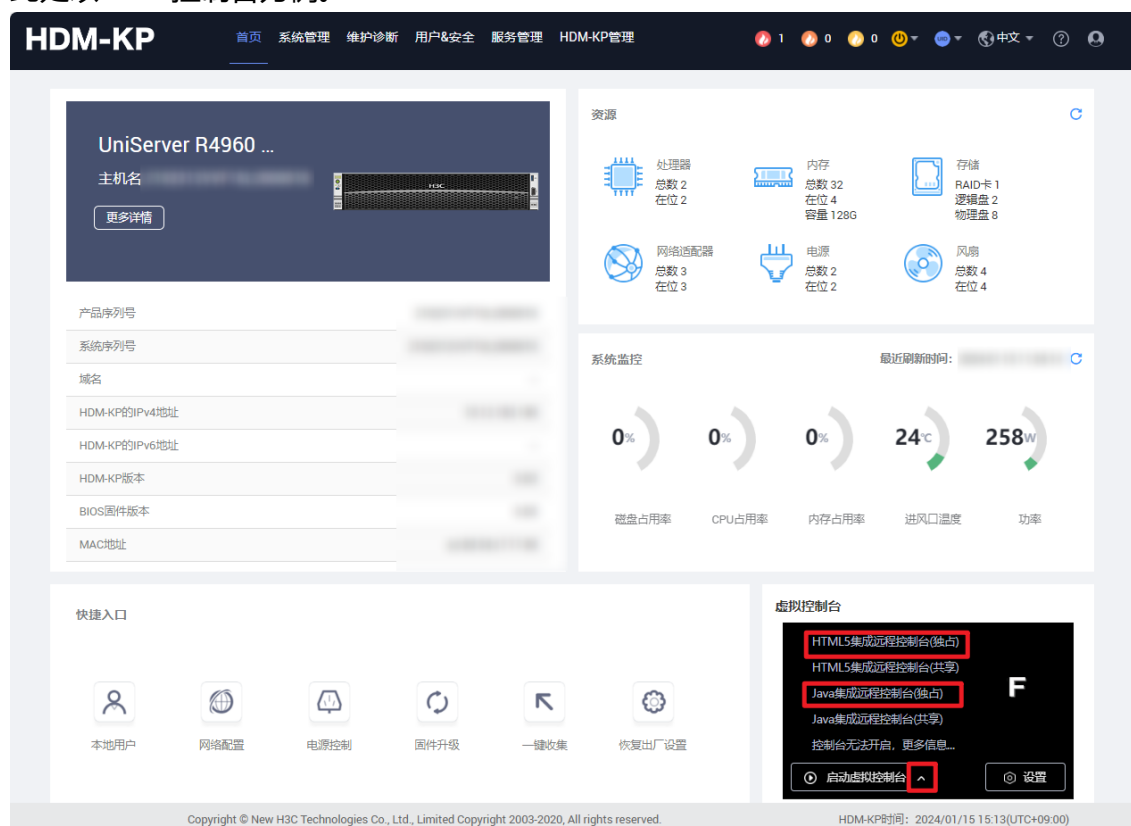 HDM-KP
首页 系统管理 维护诊断 用户&安全 服务管理 HDM-KP管理
1 0 0 UID 中文 ?
UniServer R4960 ...
主机名
H3C
更多详情
产品序列号
系统序列号
域名
HDM-KP的IPv4地址
HDM-KP的IPv6地址
HDM-KP版本
BIOS固件版本
MAC地址
资源
处理器
总数 2
在位 2
内存
总数 32
在位 4
容量 128G
存储
RAID卡 1
逻辑盘 2
物理盘 8
网络适配器
总数 3
在位 3
电源
总数 2
在位 2
风扇
总数 4
在位 4
系统监控
最近刷新时间：
0% 0% 0% 24℃ 258W
磁盘占用率 CPU占用率 内存占用率 进风口温度 功率
快捷入口
本地用户 网络配置 电源控制 固件升级 一键收集 恢复出厂设置
虚拟控制台
HTML5集成远程控制台(独占)
HTML5集成远程控制台(共享)
Java集成远程控制台(独占)
Java集成远程控制台(共享)
控制台无法开启，更多信息...
F
启动虚拟控制台 设置
Copyright © New H3C Technologies Co., Ltd., Limited Copyright 2003-2020, All rights reserved.
HDM-KP时间：2024/01/15 15:13(UTC+09:00)